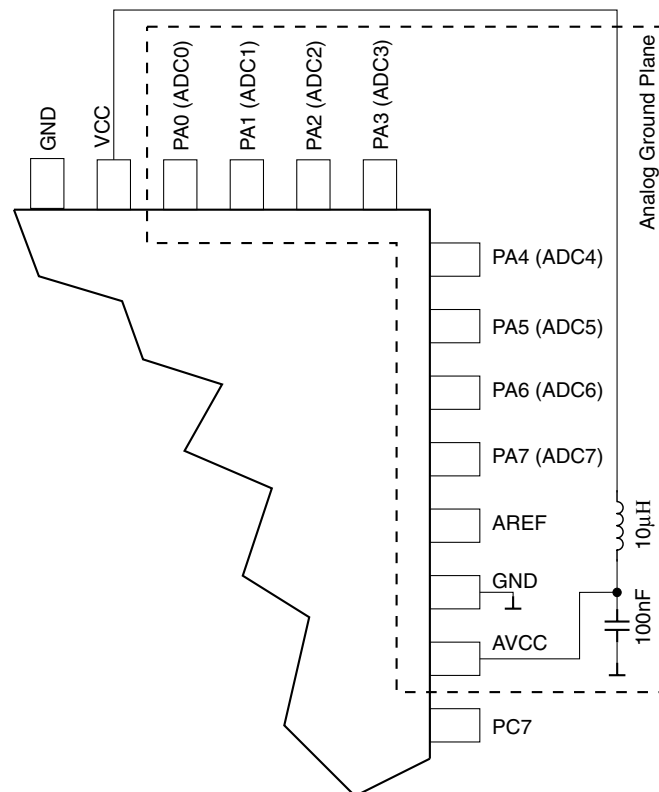 GND
VCC
PA0 (ADC0)
PA1 (ADC1)
PA2 (ADC2)
PA3 (ADC3)
Analog Ground Plane
PA4 (ADC4)
PA5 (ADC5)
PA6 (ADC6)
PA7 (ADC7)
AREF
10μH
GND
AVCC
100nF
PC7